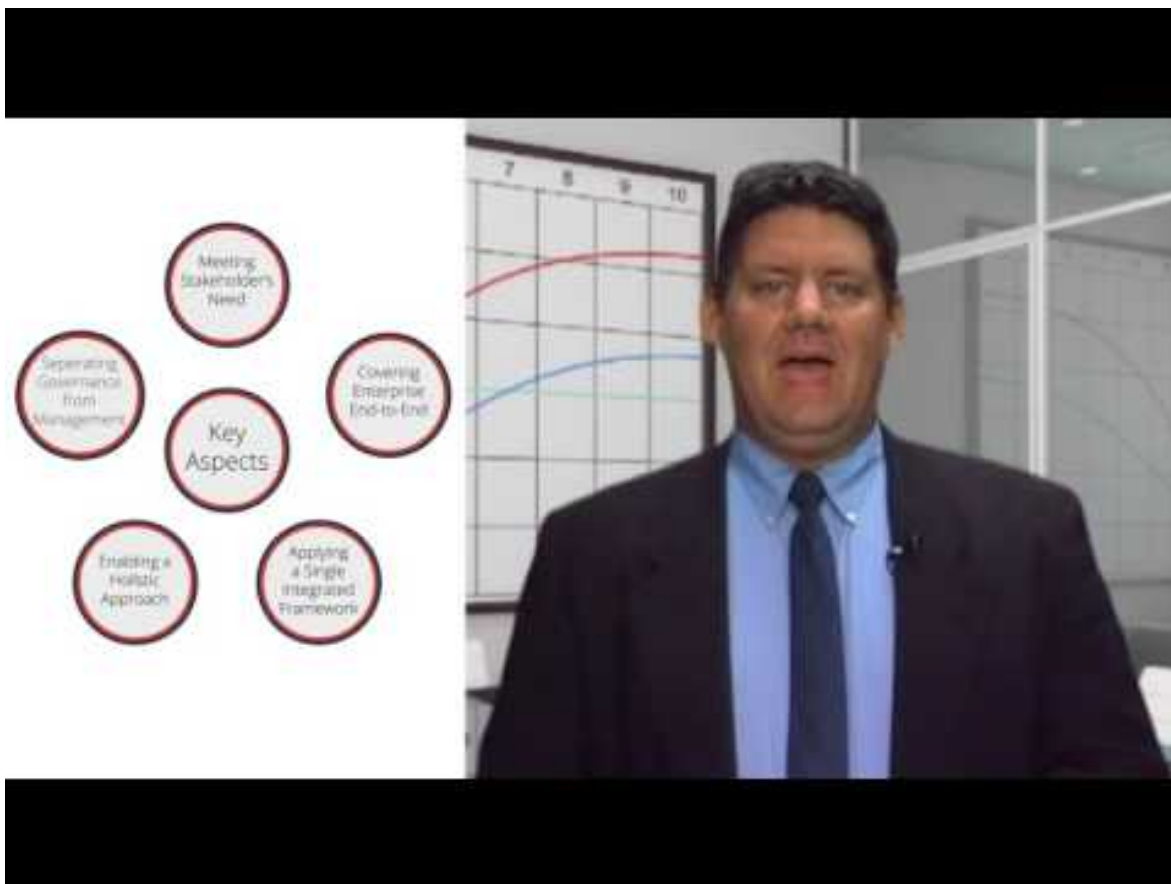 Meeting
Stakeholder's
Need
Seperating
Governance
from
Management
Covering
Enterprise
End-to-End
Key
Aspects
Enabling a
Holistic
Approach
Applying
a Single
Integrated
Framework
7 8 9 10